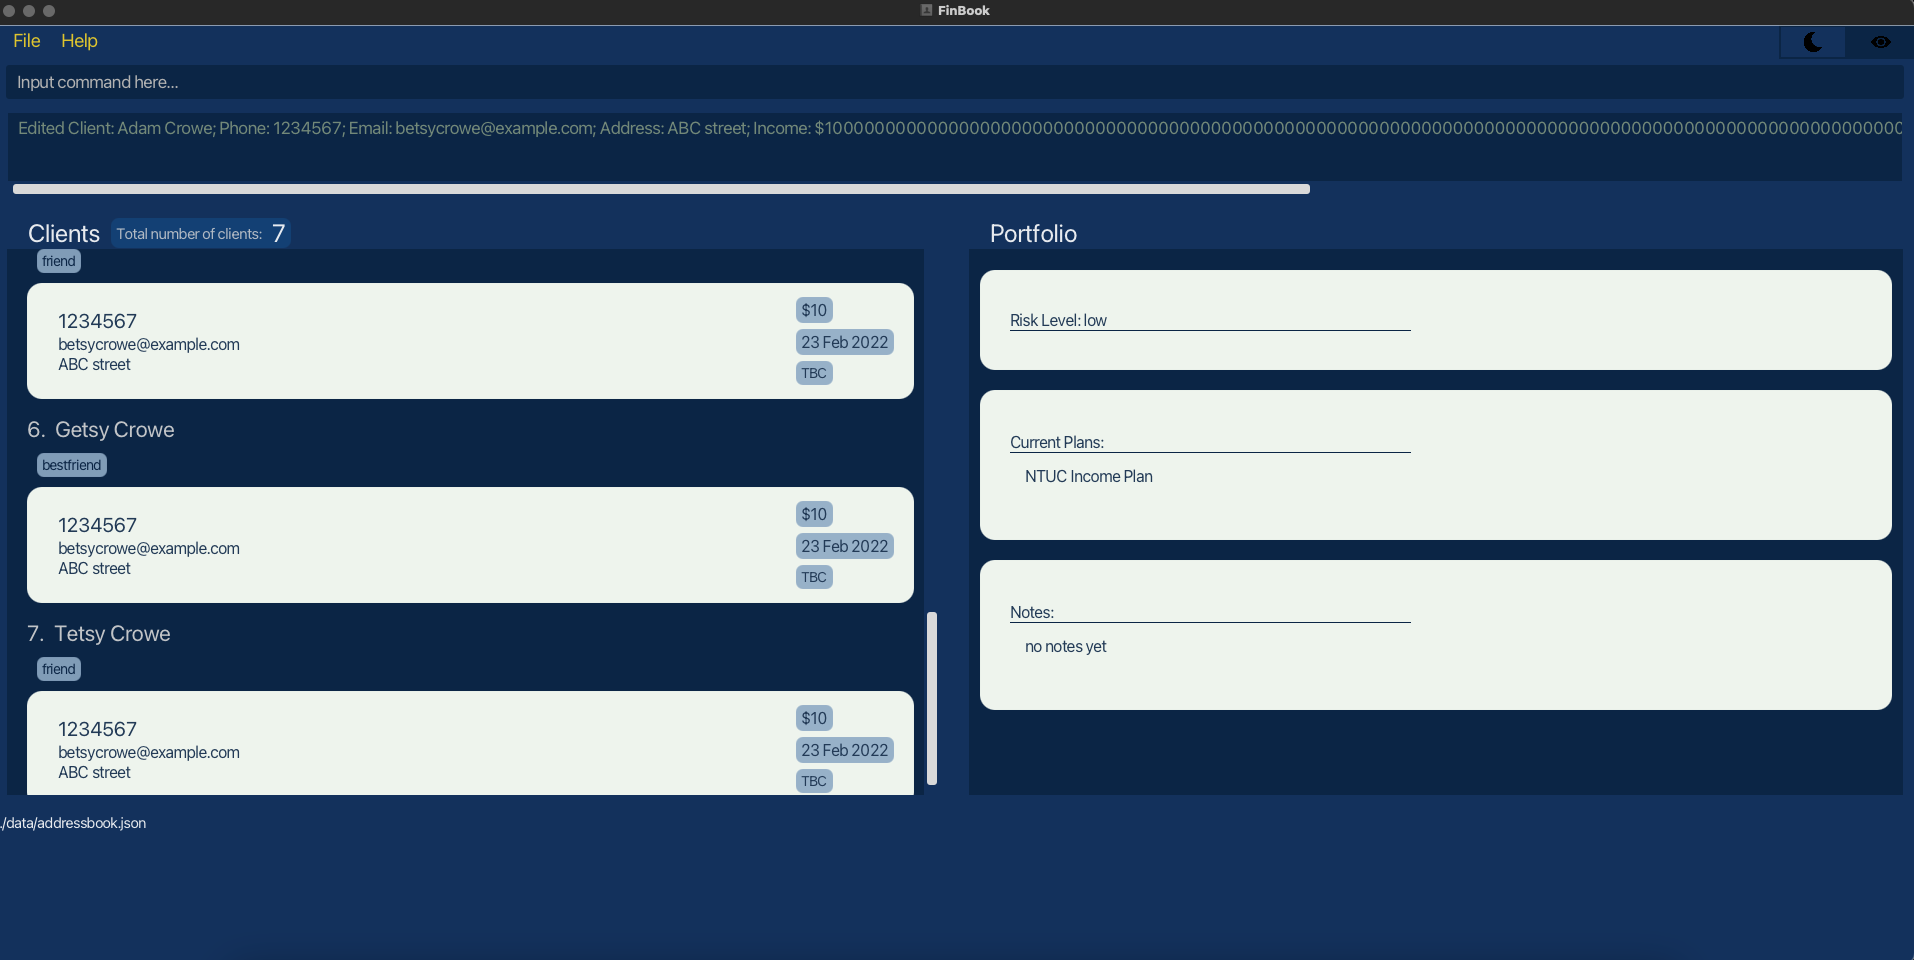 FinBook
File Help
Input command here...
Clients Total number of clients: 7
friend
1234567
betsycrowe@example.com
ABC street
$10
23 Feb 2022
TBC
6. Getsy Crowe
bestfriend
1234567
betsycrowe@example.com
ABC street
$10
23 Feb 2022
TBC
7. Tetsy Crowe
friend
1234567
betsycrowe@example.com
ABC street
$10
23 Feb 2022
TBC
Portfolio
Risk Level: low
Current Plans:
NTUC Income Plan
Notes:
no notes yet
./data/addressbook.json
Edited Client: Adam Crowe; Phone: 1234567; Email: betsycrowe@example.com; Address: ABC street; Income: